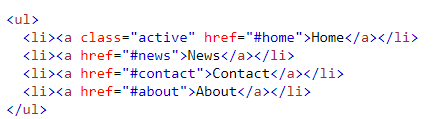 <ul>
  <li><a class="active" href="#home">Home</a></li>
  <li><a href="#news">News</a></li>
  <li><a href="#contact">Contact</a></li>
  <li><a href="#about">About</a></li>
</ul>